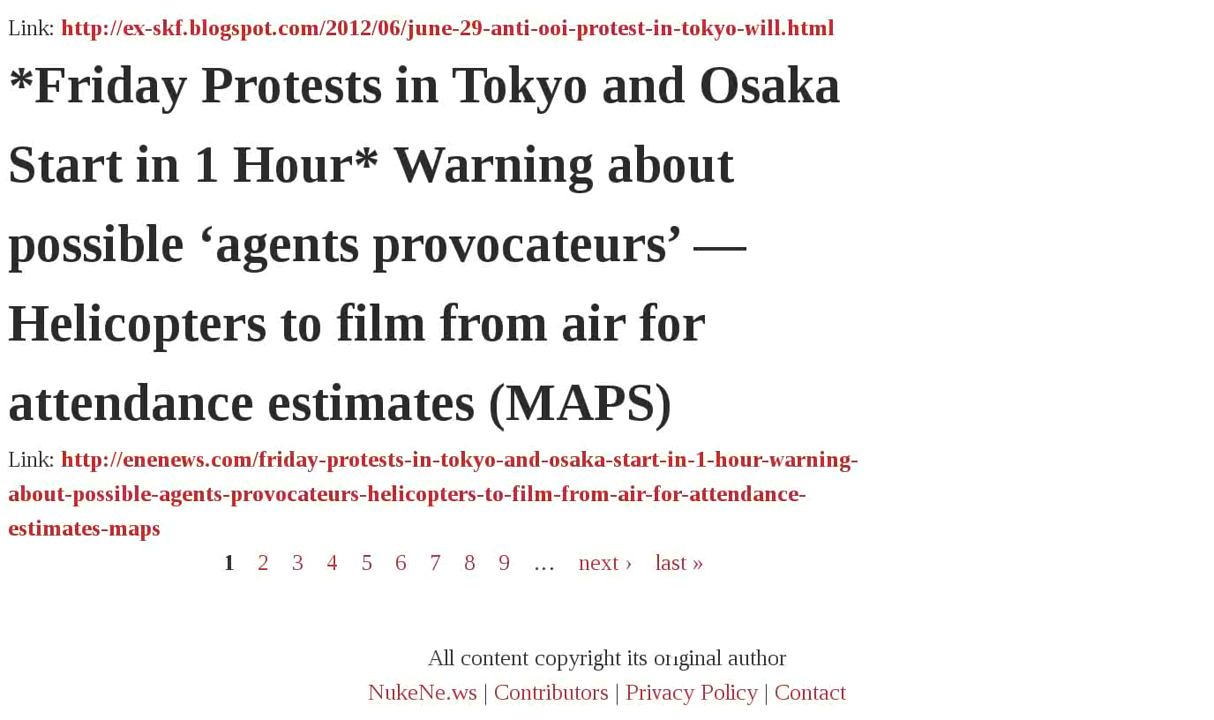 Link: http://ex-skf.blogspot.com/2012/06/june-29-anti-ooi-protest-in-tokyo-will.html
*Friday Protests in Tokyo and Osaka
Start in 1 Hour* Warning about
possible ‘agents provocateurs’ —
Helicopters to film from air for
attendance estimates (MAPS)
Link: http://enenews.com/friday-protests-in-tokyo-and-osaka-start-in-1-hour-warning-
about-possible-agents-provocateurs-helicopters-to-film-from-air-for-attendance-
estimates-maps
1 2 3 4 5 6 7 8 9 … next › last »
All content copyright its original author
NukeNe.ws | Contributors | Privacy Policy | Contact